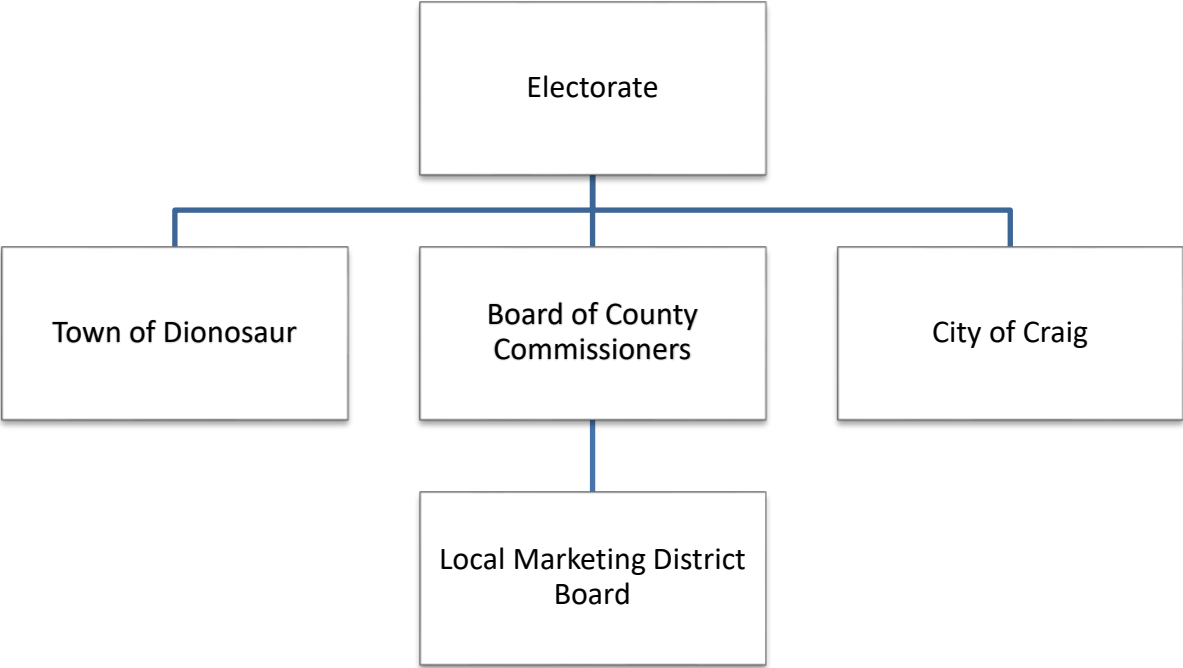 Electorate
Town of Dionosaur
Board of County
Commissioners
City of Craig
Local Marketing District
Board